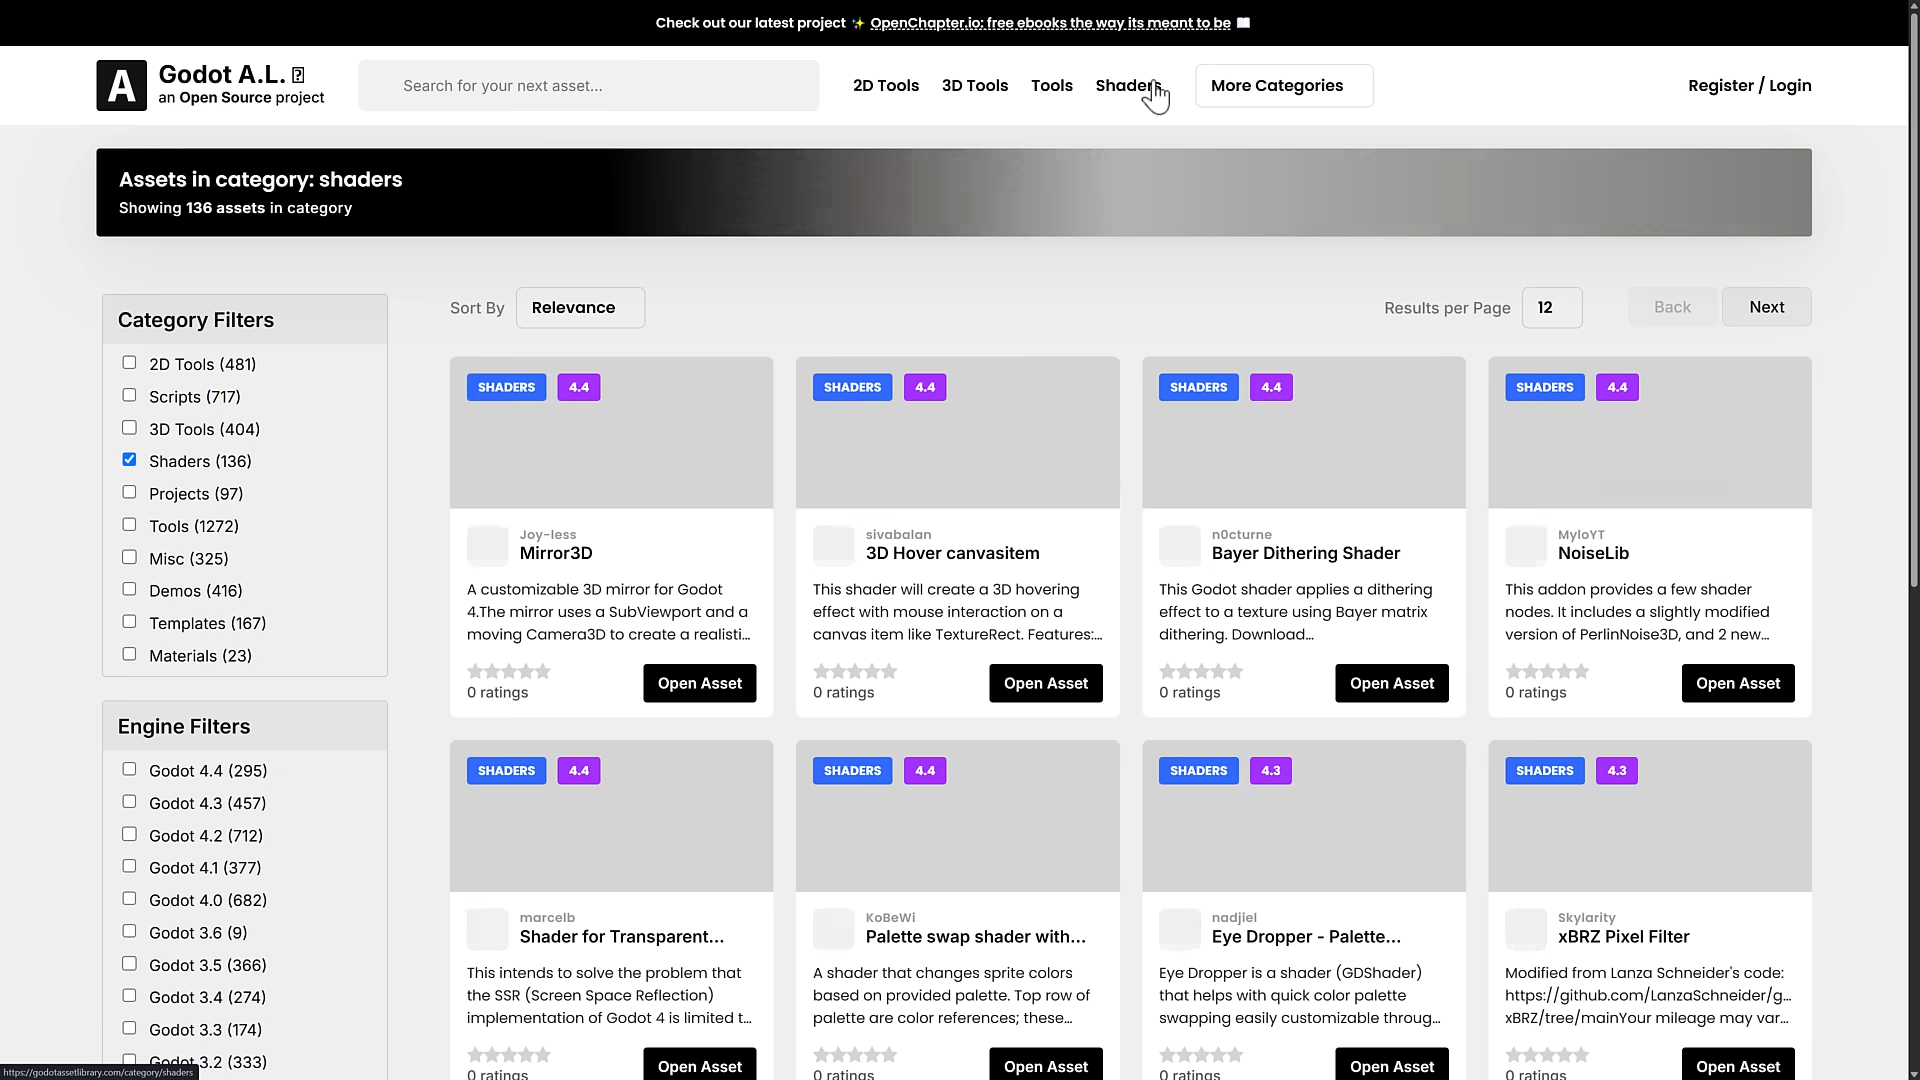 Check out our latest project ✨ OpenChapter.io: free ebooks the way its meant to be 📖
A
Godot A.L.
an Open Source project
Search for your next asset...
2D Tools
3D Tools
Tools
Shaders
More Categories
Register / Login
Assets in category: shaders
Showing 136 assets in category
Category Filters
2D Tools (481)
Scripts (717)
3D Tools (404)
Shaders (136)
Projects (97)
Tools (1272)
Misc (325)
Demos (416)
Templates (167)
Materials (23)
Engine Filters
Godot 4.4 (295)
Godot 4.3 (457)
Godot 4.2 (712)
Godot 4.1 (377)
Godot 4.0 (682)
Godot 3.6 (9)
Godot 3.5 (366)
Godot 3.4 (274)
Godot 3.3 (174)
Godot 3.2 (333)
Sort By
Relevance
Results per Page
12
Back
Next
SHADERS 4.4
Joy-less
Mirror3D
A customizable 3D mirror for Godot
4.The mirror uses a SubViewport and a
moving Camera3D to create a realisti...
0 ratings
Open Asset
SHADERS 4.4
sivabalan
3D Hover canvasitem
This shader will create a 3D hovering
effect with mouse interaction on a
canvas item like TextureRect. Features:...
0 ratings
Open Asset
SHADERS 4.4
n0cturne
Bayer Dithering Shader
This Godot shader applies a dithering
effect to a texture using Bayer matrix
dithering. Download...
0 ratings
Open Asset
SHADERS 4.4
MyloYT
NoiseLib
This addon provides a few shader
nodes. It includes a slightly modified
version of PerlinNoise3D, and 2 new...
0 ratings
Open Asset
SHADERS 4.4
marcelb
Shader for Transparent...
This intends to solve the problem that
the SSR (Screen Space Reflection)
implementation of Godot 4 is limited t...
0 ratings
Open Asset
SHADERS 4.4
KoBeWi
Palette swap shader with...
A shader that changes sprite colors
based on provided palette. Top row of
palette are color references; these...
0 ratings
Open Asset
SHADERS 4.3
nadjiel
Eye Dropper - Palette...
Eye Dropper is a shader (GDShader)
that helps with quick color palette
swapping easily customizable throug...
0 ratings
Open Asset
SHADERS 4.3
Skylarity
xBRZ Pixel Filter
Modified from Lanza Schneider's code:
https://github.com/LanzaSchneider/g...
xBRZ/tree/mainYour mileage may var...
0 ratings
Open Asset
https://godotassetlibrary.com/category/shaders